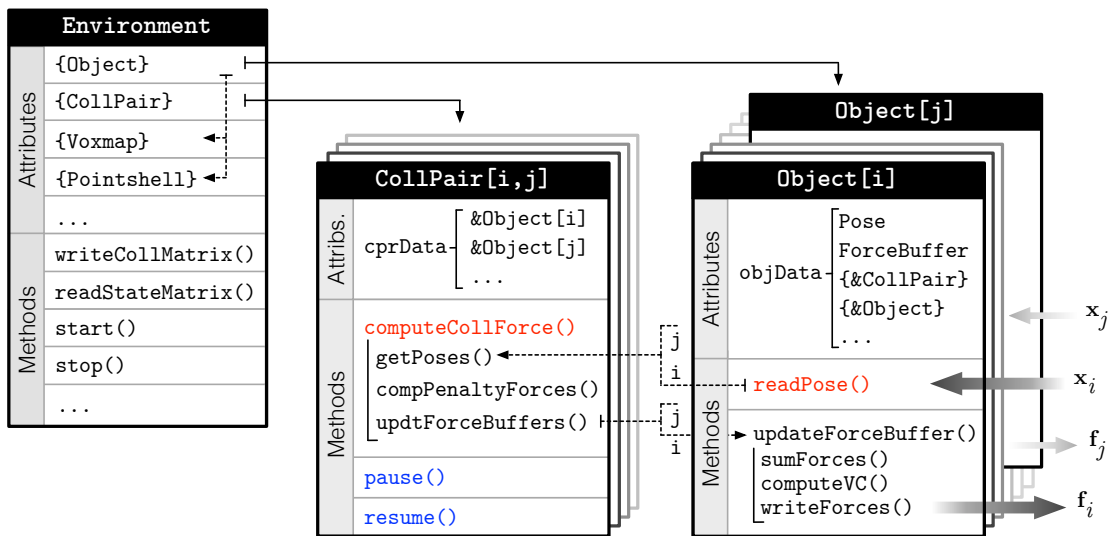 Environment
Attributes
{Object}
{CollPair}
{Voxmap}
{Pointshell}
...
Methods
writeCollMatrix()
readStateMatrix()
start()
stop()
...
CollPair[i,j]
Attribs.
cprData
&Object[i]
&Object[j]
...
Methods
computeCollForce()
getPoses()
compPenaltyForces()
updtForceBuffers()
pause()
resume()
j
i
j
i
Object[j]
Object[i]
Attributes
objData
Pose
ForceBuffer
{&CollPair}
{&Object}
...
Methods
readPose()
updateForceBuffer()
sumForces()
computeVC()
writeForces()
x_j
x_i
f_j
f_i